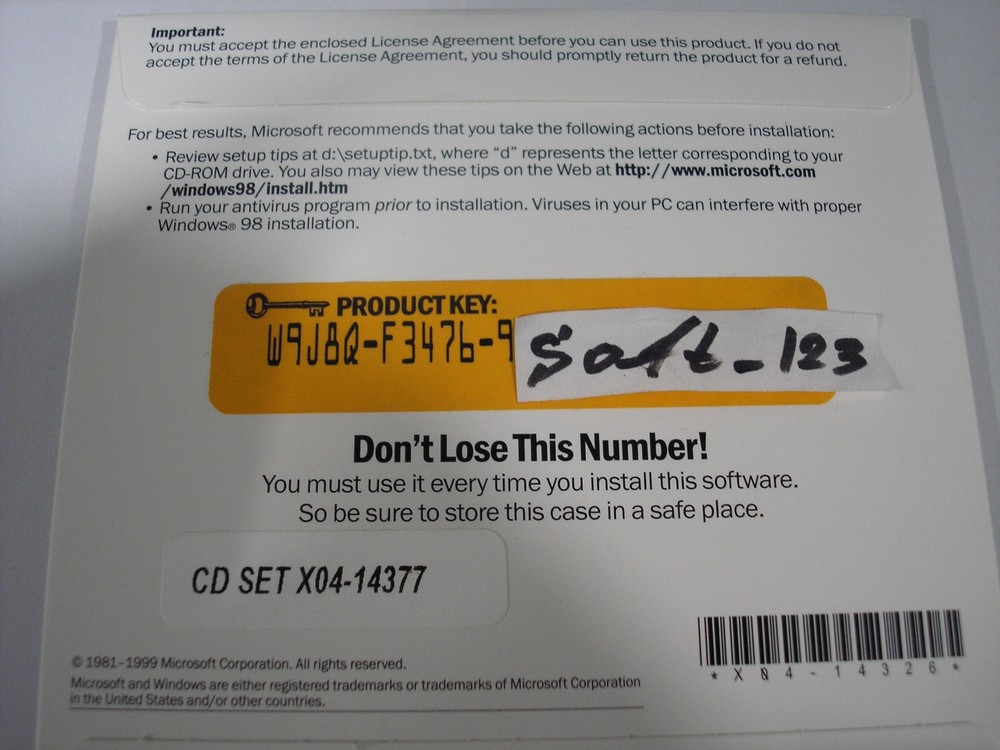 Important:
You must accept the enclosed License Agreement before you can use this product. If you do not
accept the terms of the License Agreement, you should promptly return the product for a refund.
For best results, Microsoft recommends that you take the following actions before installation:
• Review setup tips at d:\setuptip.txt, where “d” represents the letter corresponding to your
CD-ROM drive. You also may view these tips on the Web at http://www.microsoft.com
/windows98/install.htm
• Run your antivirus program prior to installation. Viruses in your PC can interfere with proper
Windows® 98 installation.
PRODUCT KEY:
W9J8Q-F3476-9 Saft-123
Don't Lose This Number!
You must use it every time you install this software.
So be sure to store this case in a safe place.
CD SET X04-14377
*X04-14326*
© 1981–1999 Microsoft Corporation. All rights reserved.
Microsoft and Windows are either registered trademarks or trademarks of Microsoft Corporation
in the United States and/or other countries.